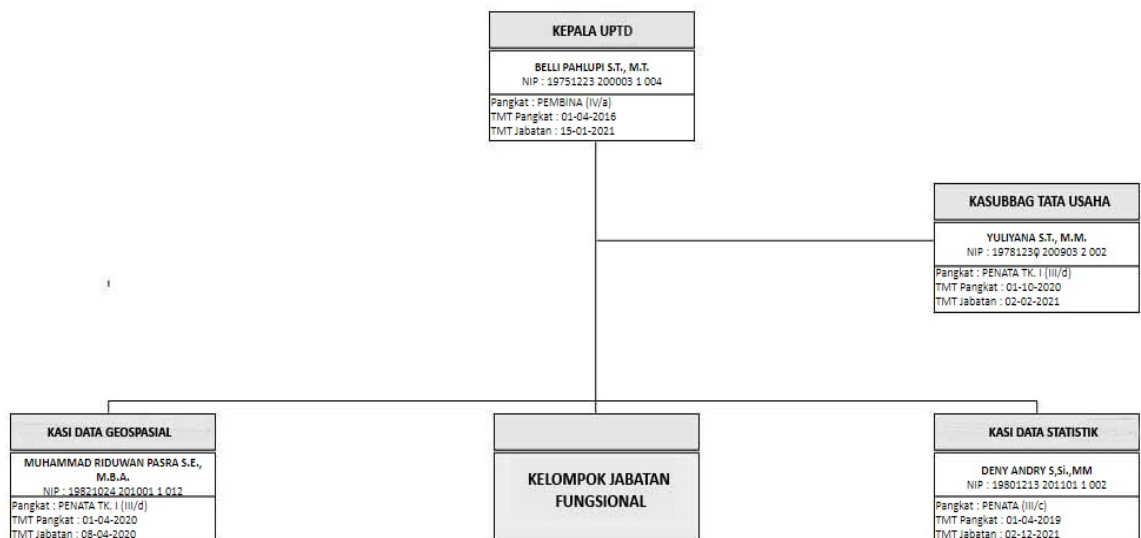 KEPALA UPTD
BELLI PAHLUPI S.T., M.T.
NIP : 19751223 200003 1 004
Pangkat : PEMBINA (IV/a)
TMT Pangkat : 01-04-2016
TMT Jabatan : 15-01-2021
KASUBBAG TATA USAHA
YULIYANA S.T., M.M.
NIP : 19781230 200903 2 002
Pangkat : PENATA TK. I (III/d)
TMT Pangkat : 01-10-2020
TMT Jabatan : 02-02-2021
KASI DATA GEOSPASIAL
MUHAMMAD RIDUWAN PASRA S.E.,
M.B.A.
NIP : 19821024 201001 1 012
Pangkat : PENATA TK. I (III/d)
TMT Pangkat : 01-04-2020
TMT Jabatan : 08-04-2020
KELOMPOK JABATAN
FUNGSIONAL
KASI DATA STATISTIK
DENY ANDRY S,Si.,MM
NIP : 19801213 201101 1 002
Pangkat : PENATA (III/c)
TMT Pangkat : 01-04-2019
TMT Jabatan : 02-12-2021